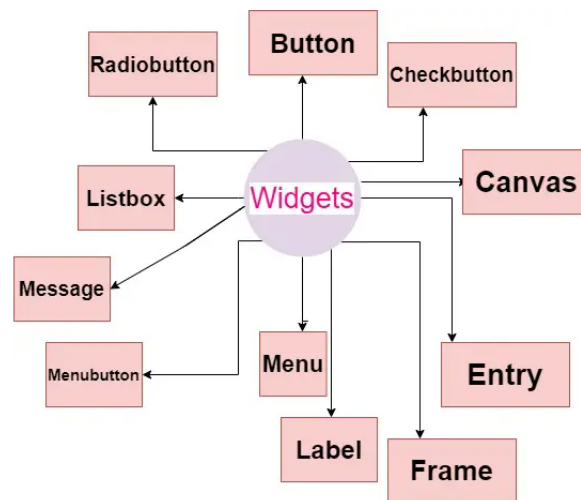 Button
Radiobutton
Checkbutton
Canvas
Listbox
Widgets
Message
Menu
Menubutton
Entry
Label
Frame